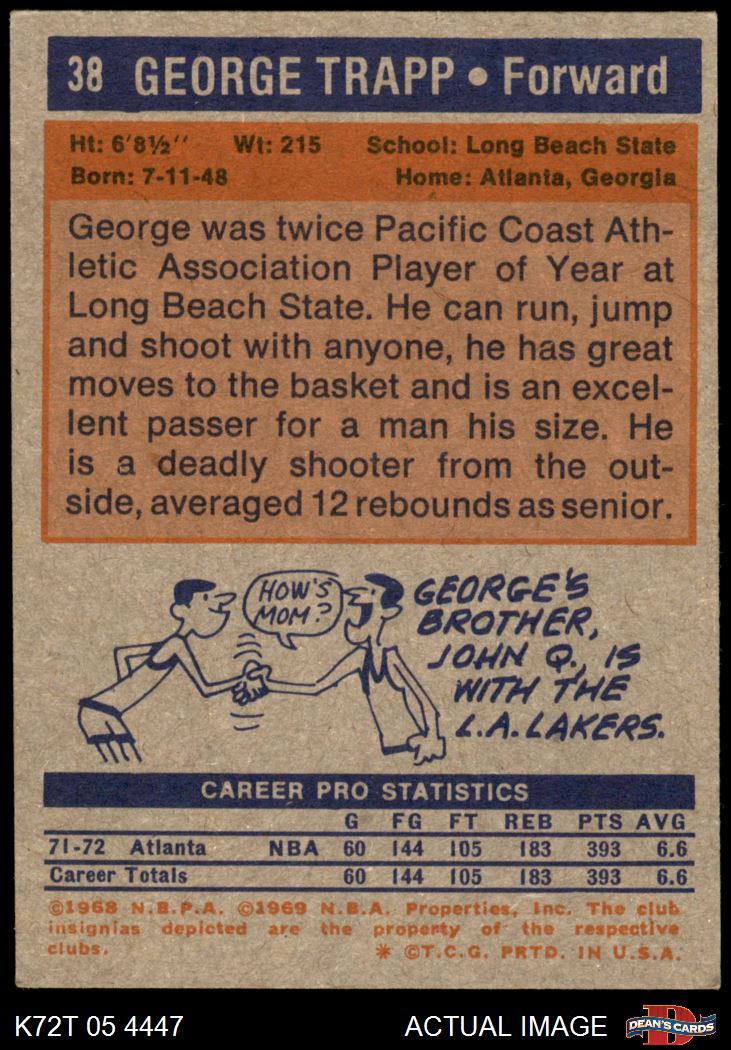 38 GEORGE TRAPP • Forward
Ht: 6'8½" Wt: 215 School: Long Beach State
Born: 7-11-48 Home: Atlanta, Georgia
George was twice Pacific Coast Ath-
letic Association Player of Year at
Long Beach State. He can run, jump
and shoot with anyone, he has great
moves to the basket and is an excel-
lent passer for a man his size. He
is a deadly shooter from the out-
side, averaged 12 rebounds as senior.
HOW'S
MOM?
GEORGE'S
BROTHER,
JOHN Q., IS
WITH THE
L.A. LAKERS.
CAREER PRO STATISTICS
G FG FT REB PTS AVG
71-72 Atlanta NBA 60 144 105 183 393 6.6
Career Totals 60 144 105 183 393 6.6
©1968 N.B.P.A. ©1969 N.B.A. Properties, Inc. The club
insignias depicted are the property of the respective
clubs. * ©T.C.G. PRTD. IN U.S.A.
K72T 05 4447 ACTUAL IMAGE
D
DEAN'S CARDS